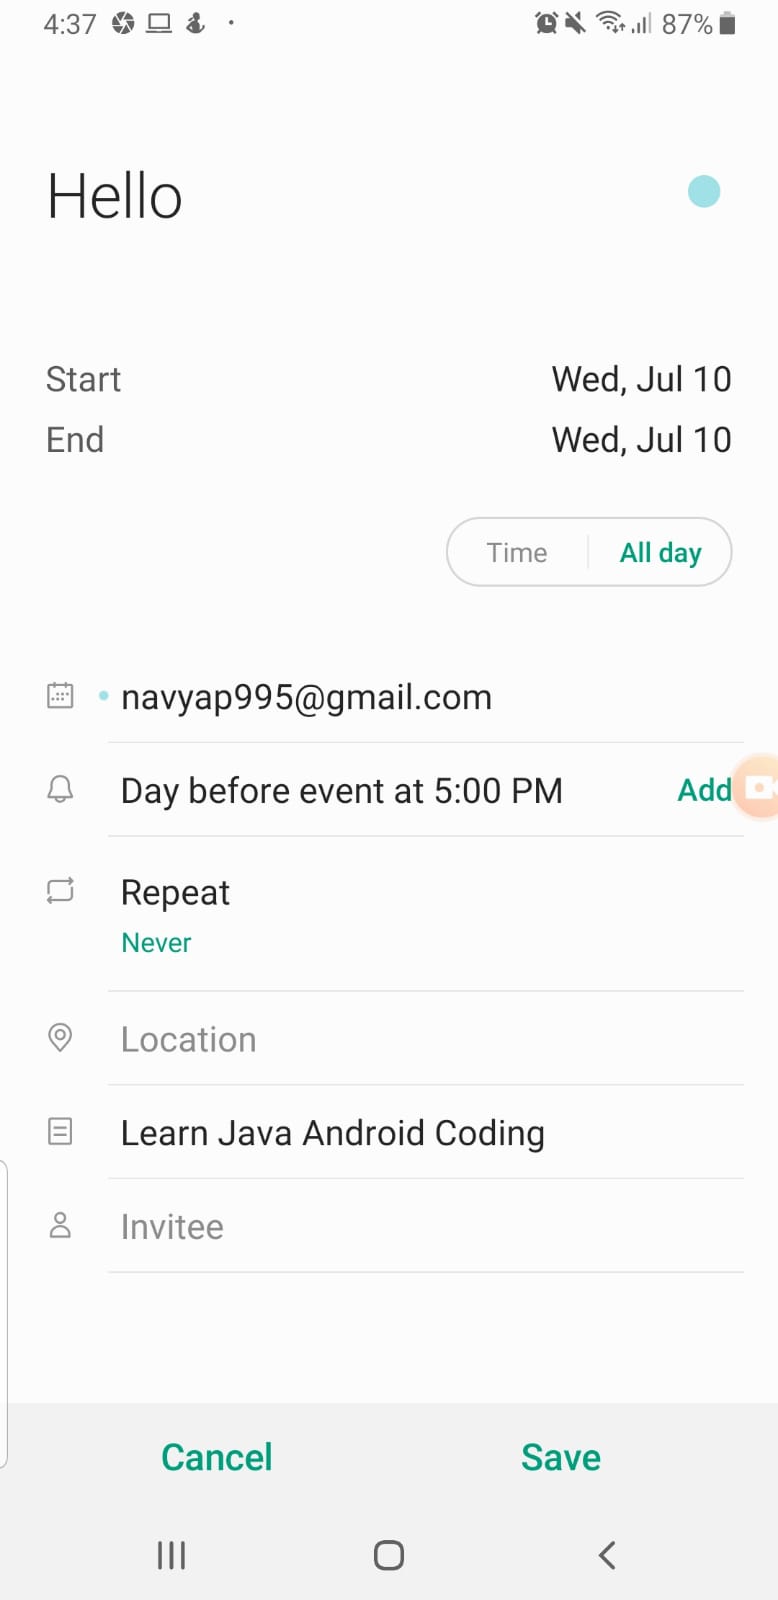 4:37
87%
Hello
Start Wed, Jul 10
End Wed, Jul 10
Time All day
navyap995@gmail.com
Day before event at 5:00 PM Add
Repeat
Never
Location
Learn Java Android Coding
Invitee
Cancel Save